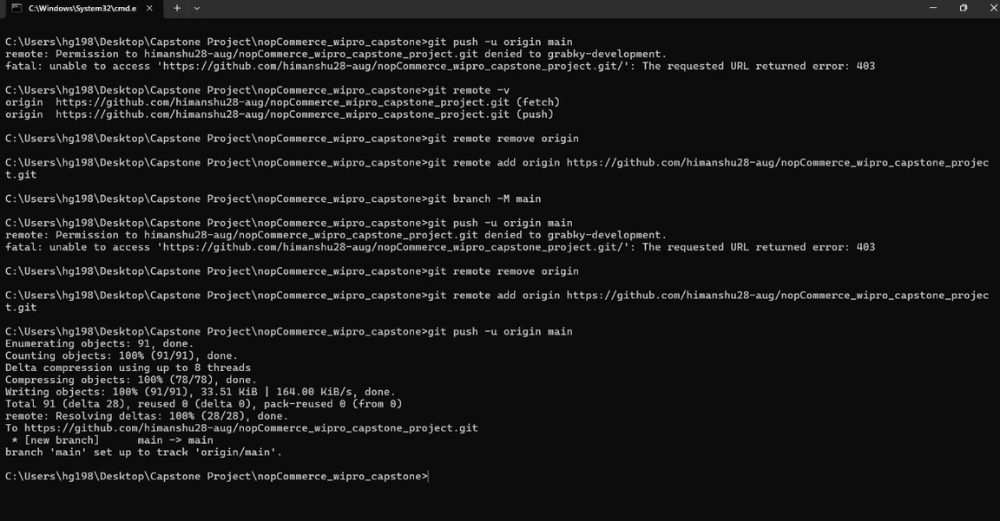 C:\Windows\System32\cmd.e
C:\Users\hg198\Desktop\Capstone Project\nopCommerce_wipro_capstone>git push -u origin main
remote: Permission to himanshu28-aug/nopCommerce_wipro_capstone_project.git denied to grabky-development.
fatal: unable to access 'https://github.com/himanshu28-aug/nopCommerce_wipro_capstone_project.git/': The requested URL returned error: 403
C:\Users\hg198\Desktop\Capstone Project\nopCommerce_wipro_capstone>git remote -v
origin  https://github.com/himanshu28-aug/nopCommerce_wipro_capstone_project.git (fetch)
origin  https://github.com/himanshu28-aug/nopCommerce_wipro_capstone_project.git (push)
C:\Users\hg198\Desktop\Capstone Project\nopCommerce_wipro_capstone>git remote remove origin
C:\Users\hg198\Desktop\Capstone Project\nopCommerce_wipro_capstone>git remote add origin https://github.com/himanshu28-aug/nopCommerce_wipro_capstone_projec
t.git
C:\Users\hg198\Desktop\Capstone Project\nopCommerce_wipro_capstone>git branch -M main
C:\Users\hg198\Desktop\Capstone Project\nopCommerce_wipro_capstone>git push -u origin main
remote: Permission to himanshu28-aug/nopCommerce_wipro_capstone_project.git denied to grabky-development.
fatal: unable to access 'https://github.com/himanshu28-aug/nopCommerce_wipro_capstone_project.git/': The requested URL returned error: 403
C:\Users\hg198\Desktop\Capstone Project\nopCommerce_wipro_capstone>git remote remove origin
C:\Users\hg198\Desktop\Capstone Project\nopCommerce_wipro_capstone>git remote add origin https://github.com/himanshu28-aug/nopCommerce_wipro_capstone_projec
t.git
C:\Users\hg198\Desktop\Capstone Project\nopCommerce_wipro_capstone>git push -u origin main
Enumerating objects: 91, done.
Counting objects: 100% (91/91), done.
Delta compression using up to 8 threads
Compressing objects: 100% (78/78), done.
Writing objects: 100% (91/91), 33.51 KiB | 164.00 KiB/s, done.
Total 91 (delta 28), reused 0 (delta 0), pack-reused 0 (from 0)
remote: Resolving deltas: 100% (28/28), done.
To https://github.com/himanshu28-aug/nopCommerce_wipro_capstone_project.git
 * [new branch]      main -> main
branch 'main' set up to track 'origin/main'.
C:\Users\hg198\Desktop\Capstone Project\nopCommerce_wipro_capstone>